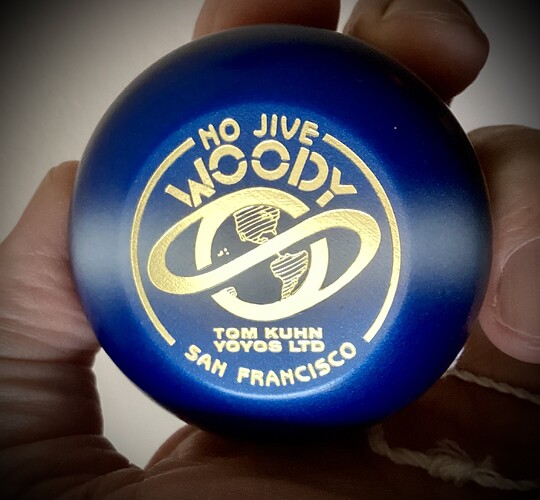 NO JIVE
WOODY
TOM KUHN
YOYOS LTD
SAN FRANCISCO